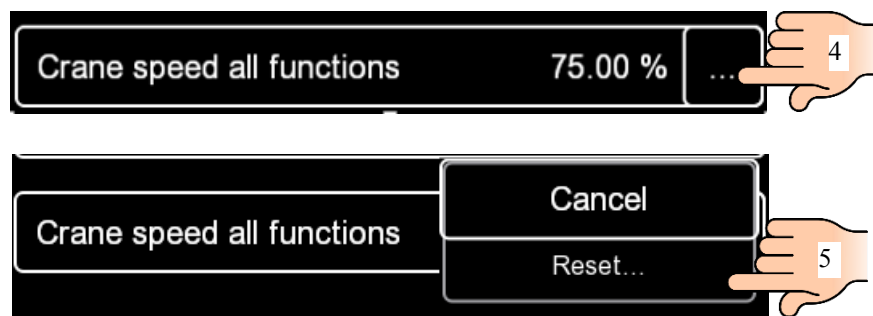 Crane speed all functions 75.00 % ... 4
Cancel
Crane speed all functions
Reset... 5